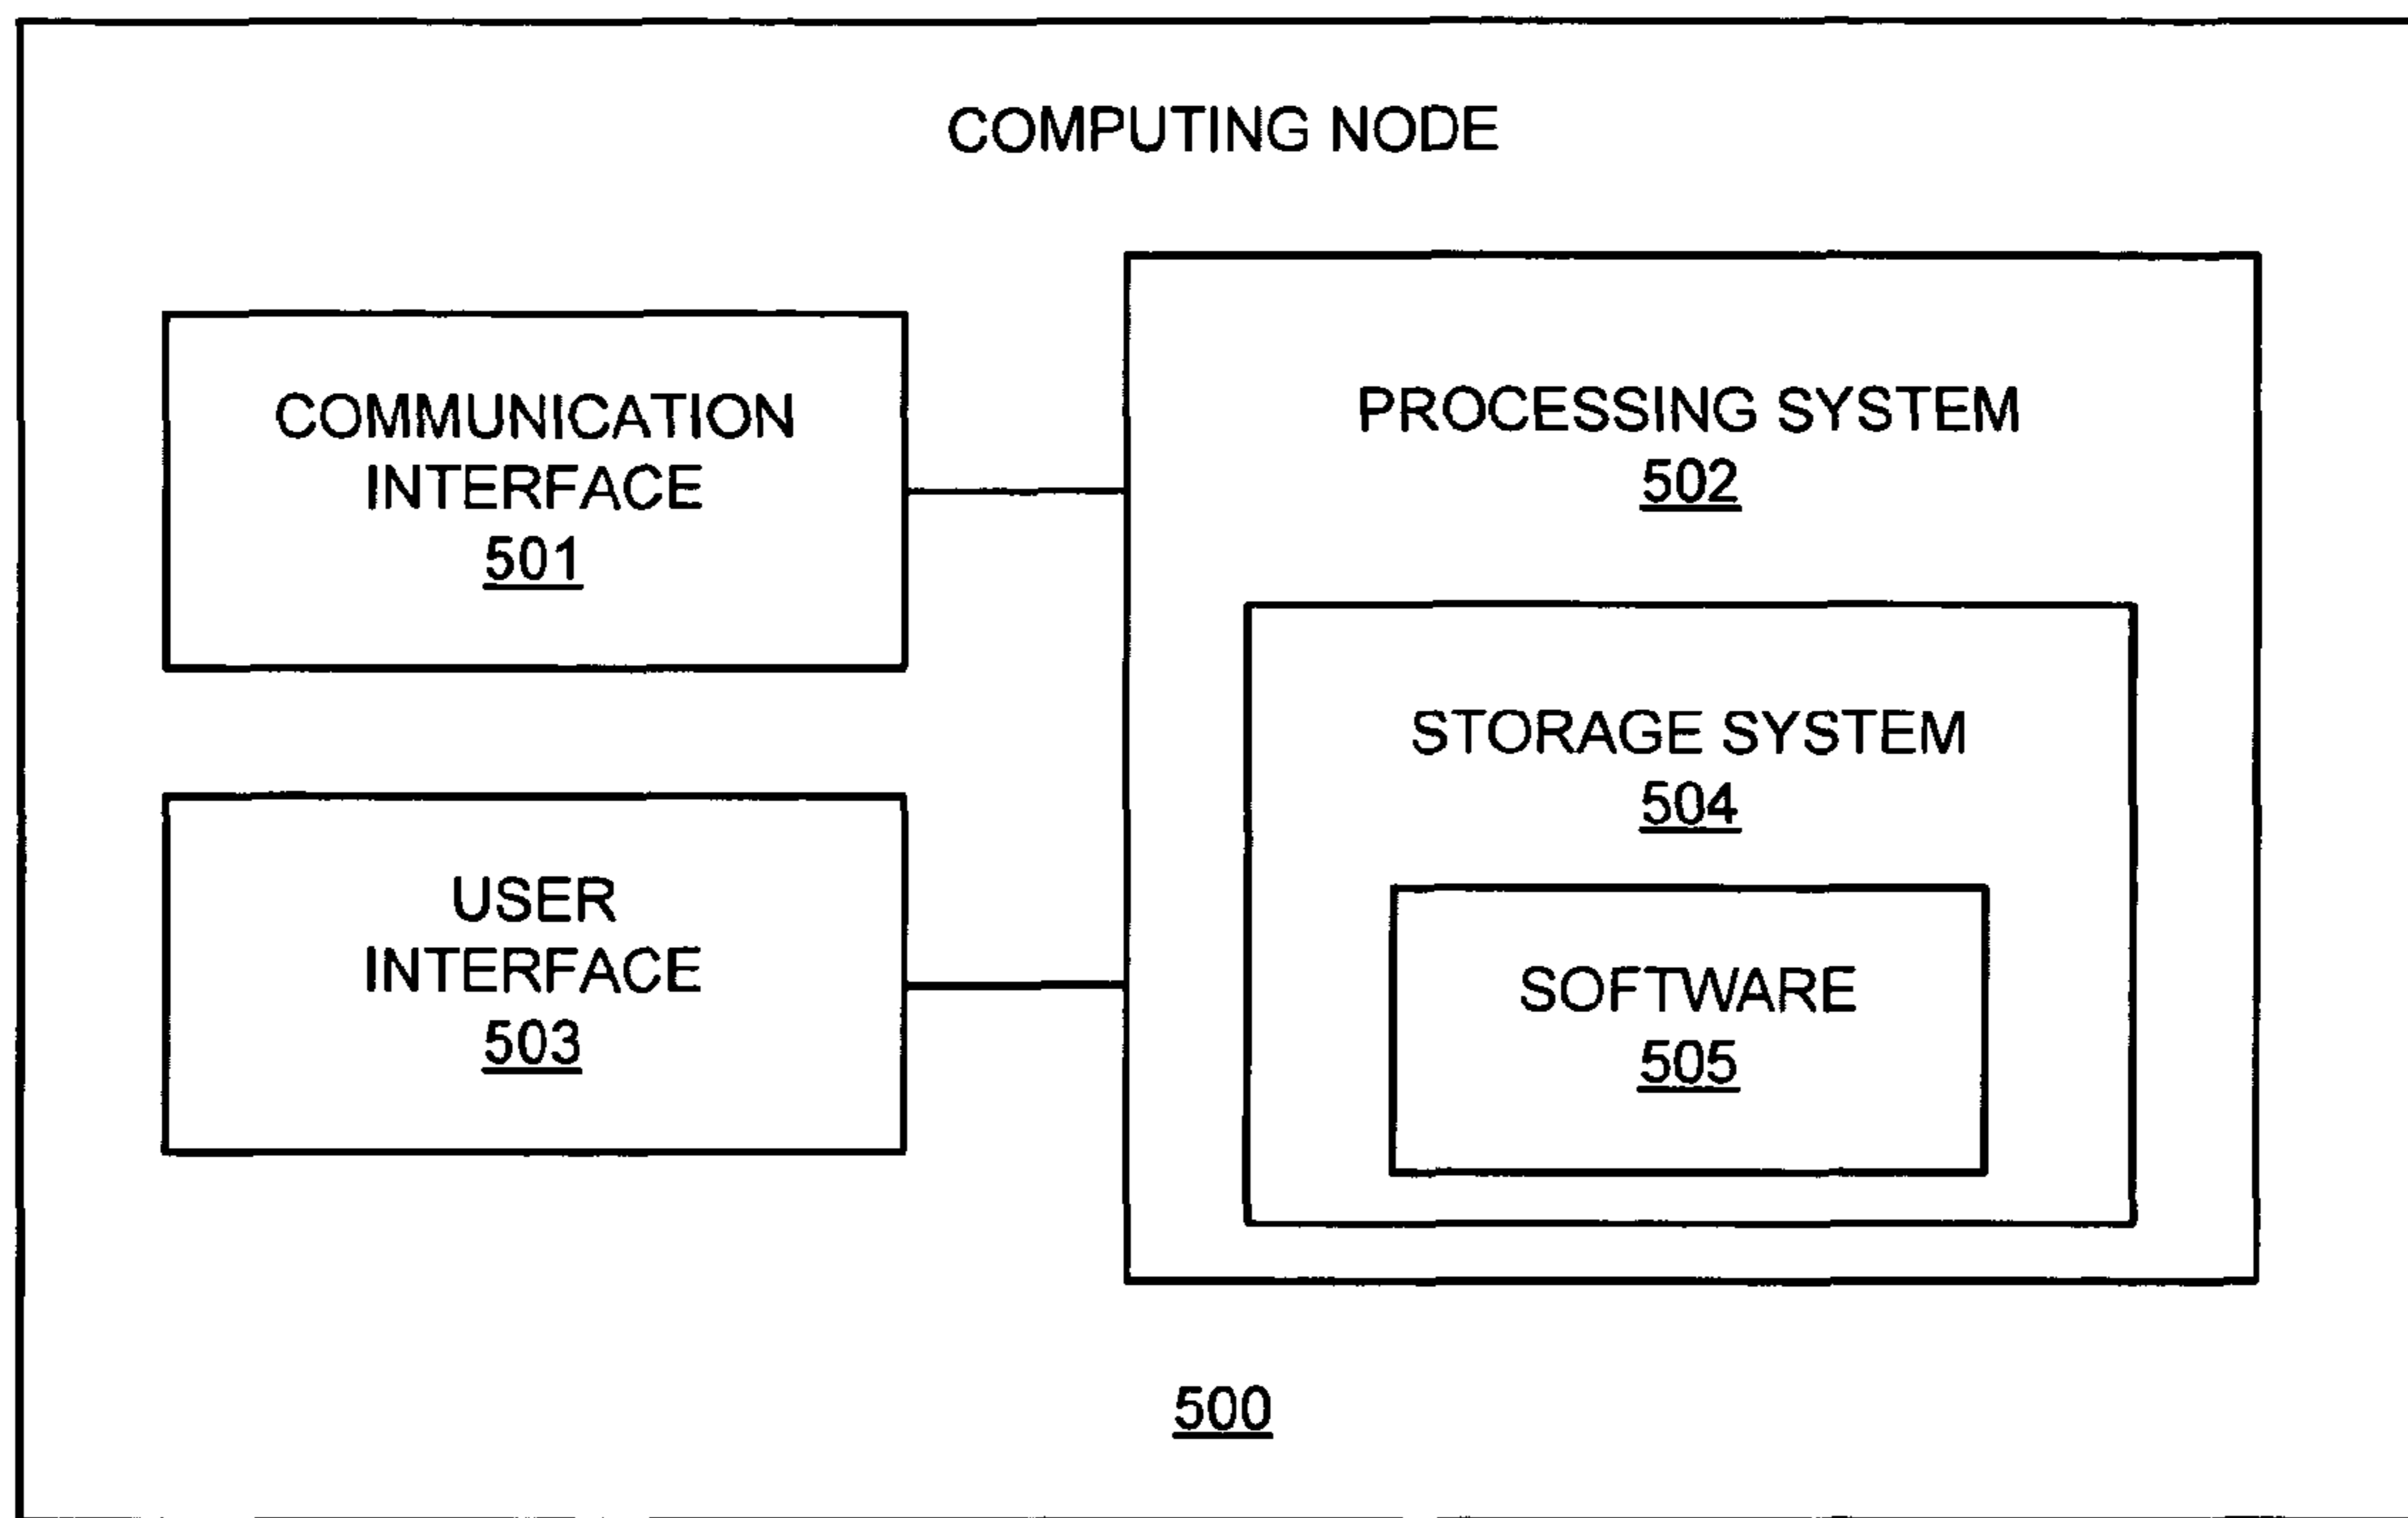 COMPUTING NODE
COMMUNICATION
INTERFACE
501
USER
INTERFACE
503
PROCESSING SYSTEM
502
STORAGE SYSTEM
504
SOFTWARE
505
500